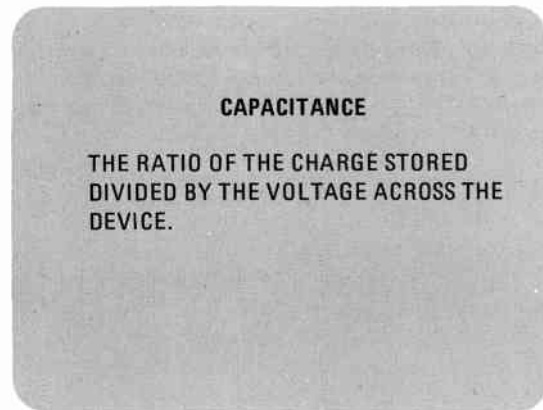 CAPACITANCE
THE RATIO OF THE CHARGE STORED
DIVIDED BY THE VOLTAGE ACROSS THE
DEVICE.